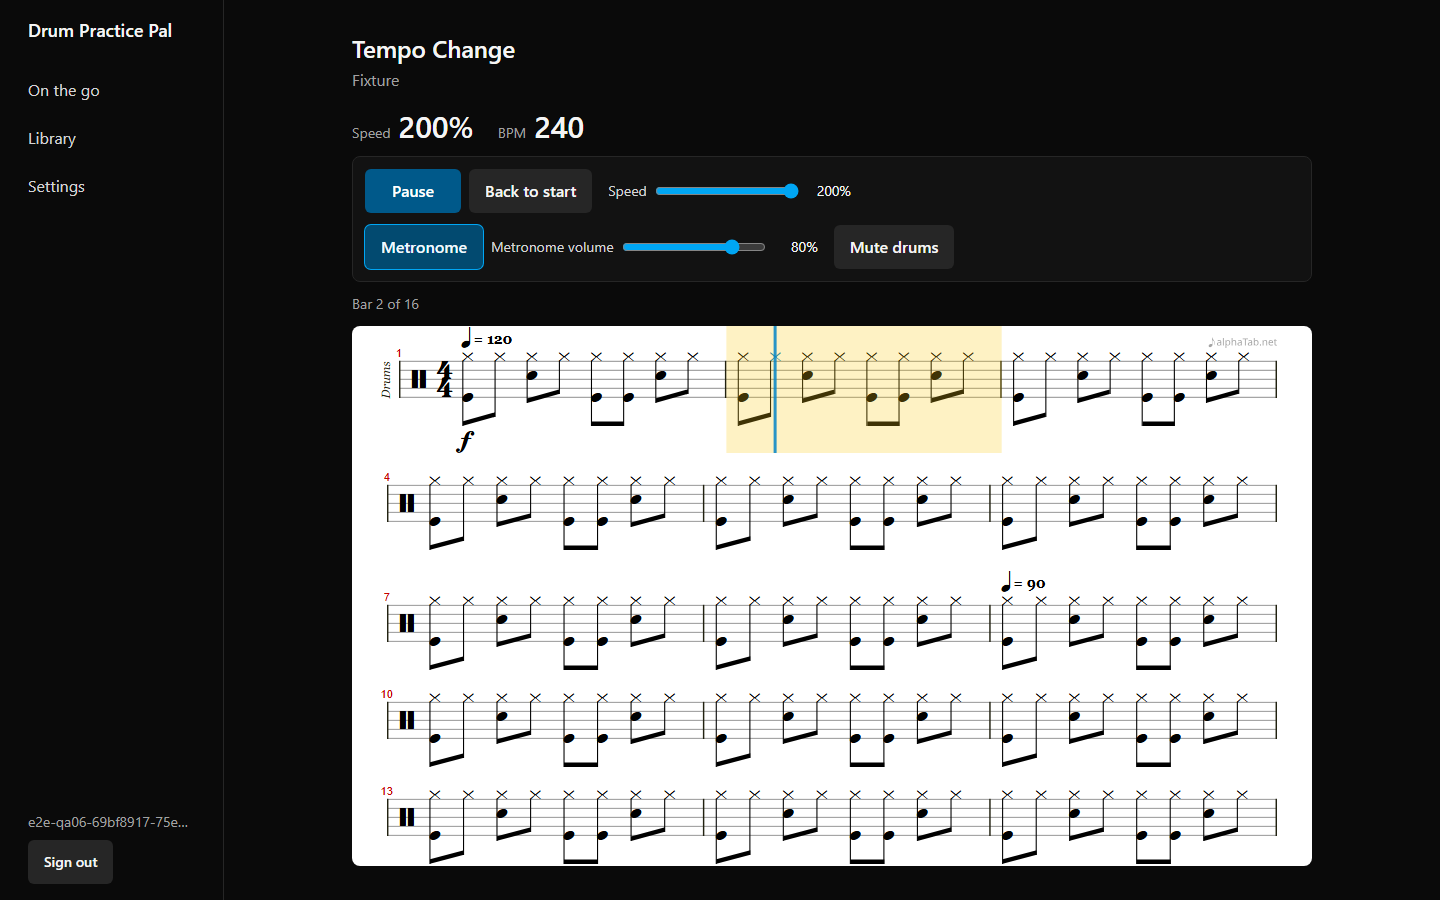 Drum Practice Pal
On the go
Library
Settings
e2e-qa06-69bf8917-75e...
Sign out
Tempo Change
Fixture
Speed 200% BPM 240
Pause Back to start Speed 200%
Metronome Metronome volume 80% Mute drums
Bar 2 of 16
= 120
alphaTab.net
1
Drums
4
4
f
4
= 90
7
10
13